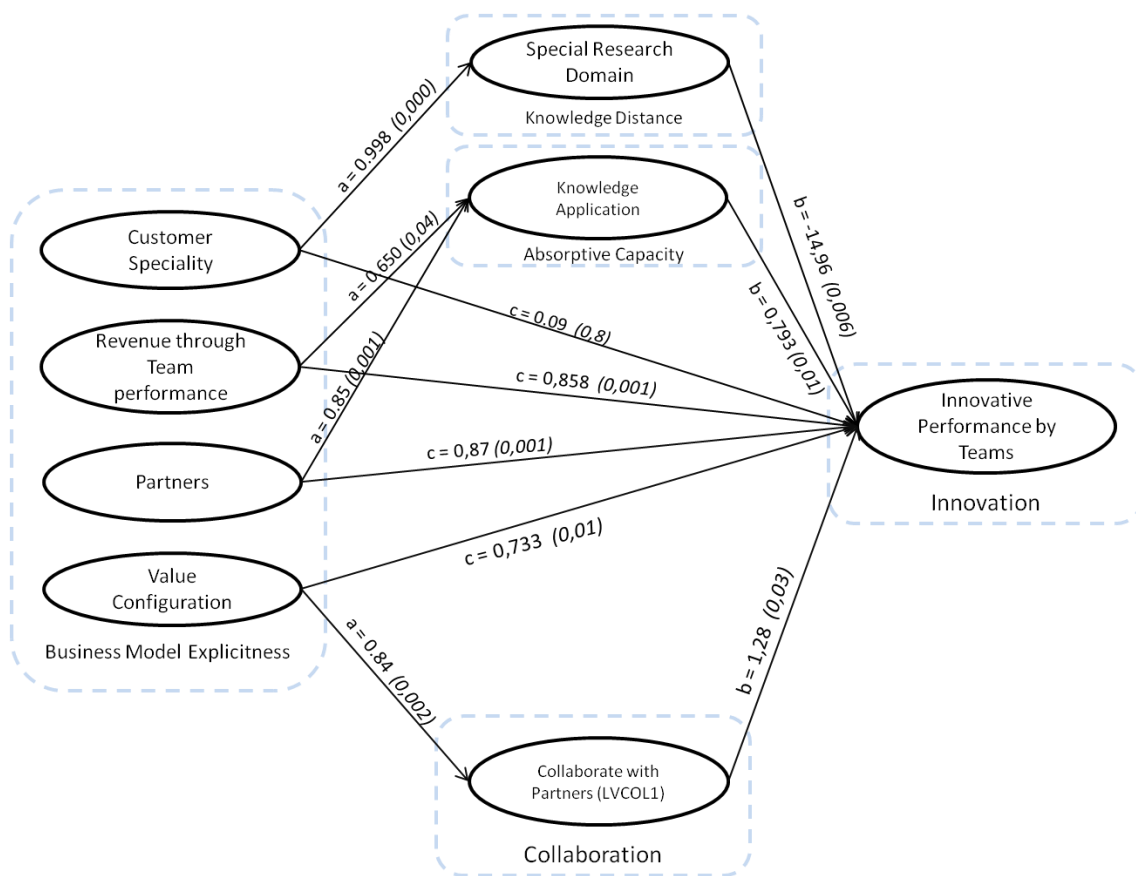 Special Research
Domain
Knowledge Distance
a = 0.998 (0,000)
Knowledge
Application
Absorptive Capacity
b = -14,96 (0,006)
Customer
Speciality
a = 0.650 (0,04)
b = 0,793 (0,01)
c = 0.09 (0,8)
Revenue through
Team
performance
a = 0.85 (0,001)
c = 0,858 (0,001)
Innovative
Performance by
Teams
Innovation
Partners
c = 0,87 (0,001)
c = 0,733 (0,01)
Value
Configuration
Business Model Explicitness
a = 0.84 (0,002)
b = 1,28 (0,03)
Collaborate with
Partners (LVCOL1)
Collaboration